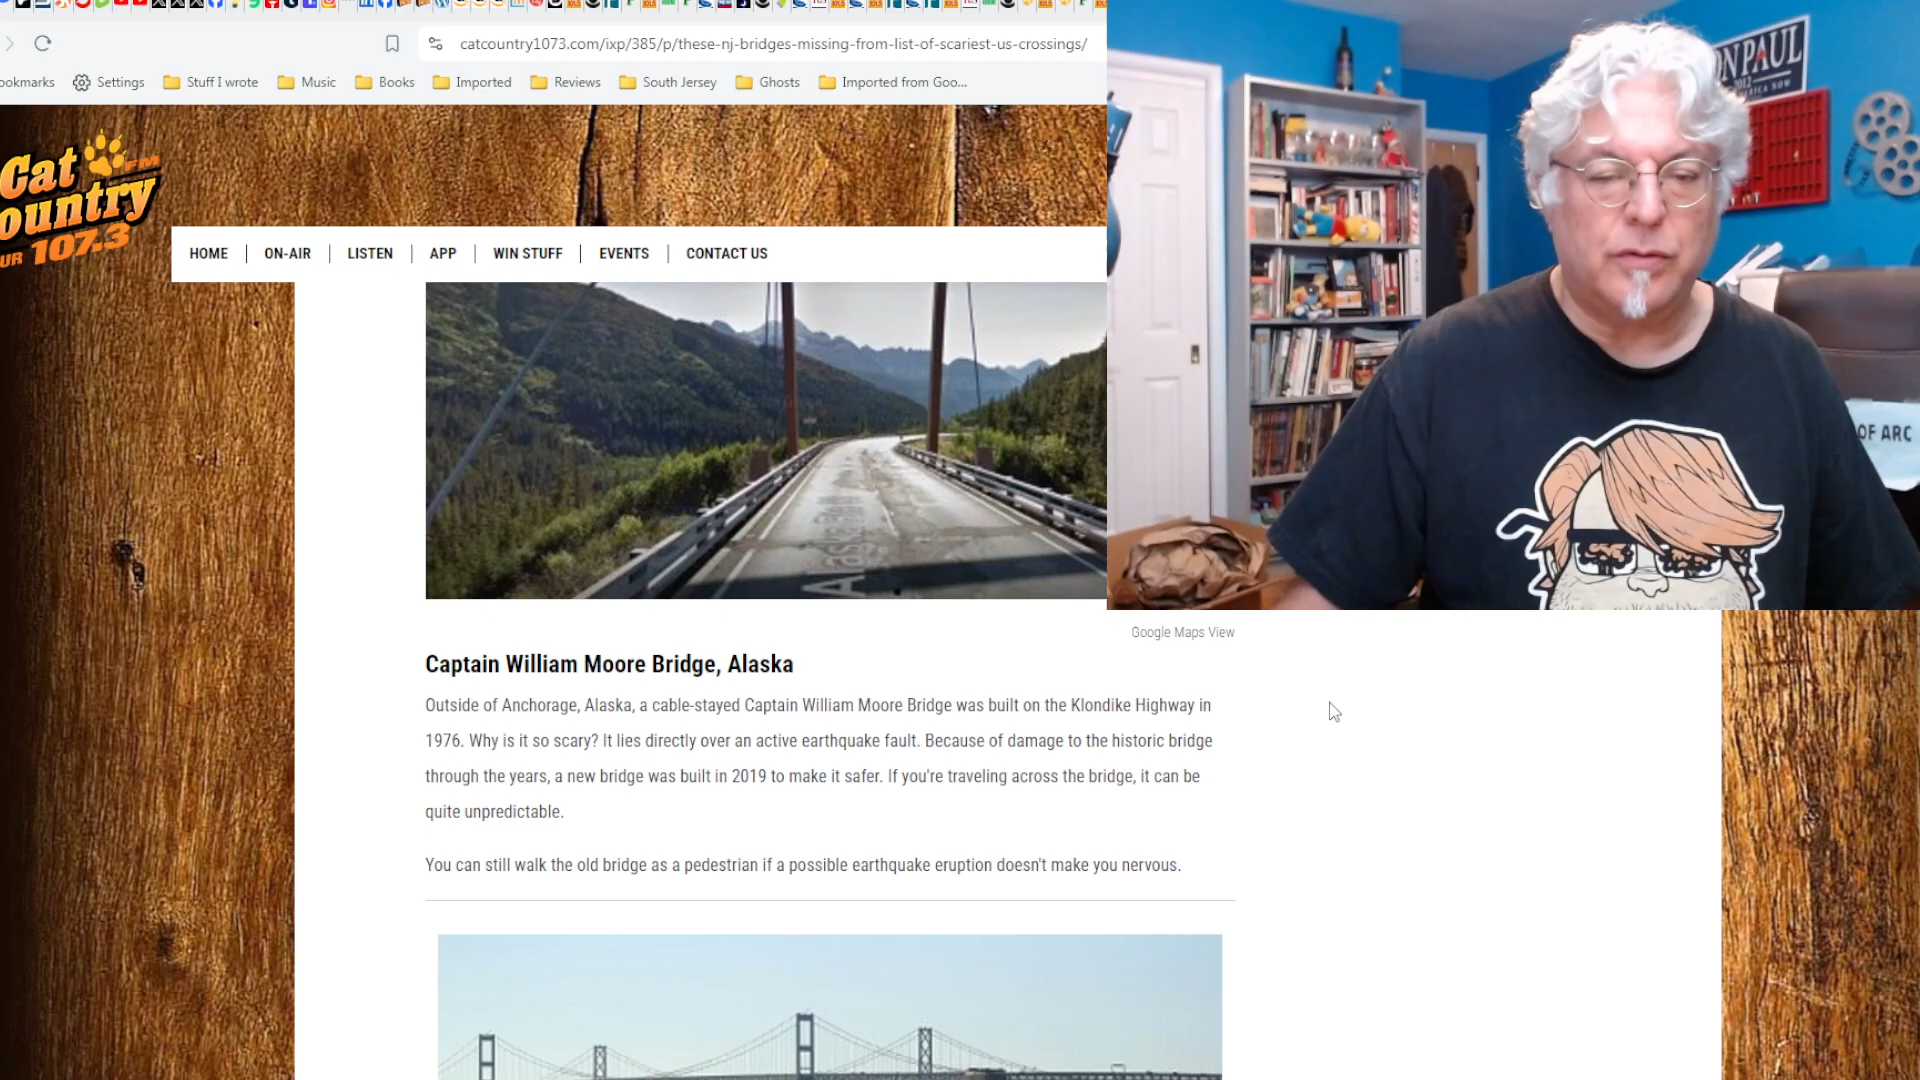 catcountry1073.com/ixp/385/p/these-nj-bridges-missing-from-list-of-scariest-us-crossings/
ookmarks Settings Stuff I wrote Music Books Imported Reviews South Jersey Ghosts Imported from Goo...
Cat
ountry FM
UR 107.3
HOME ON-AIR LISTEN APP WIN STUFF EVENTS CONTACT US
ON PAUL
2012
OF ARC
Google Maps View
Captain William Moore Bridge, Alaska
Outside of Anchorage, Alaska, a cable-stayed Captain William Moore Bridge was built on the Klondike Highway in
1976. Why is it so scary? It lies directly over an active earthquake fault. Because of damage to the historic bridge
through the years, a new bridge was built in 2019 to make it safer. If you're traveling across the bridge, it can be
quite unpredictable.
You can still walk the old bridge as a pedestrian if a possible earthquake eruption doesn't make you nervous.